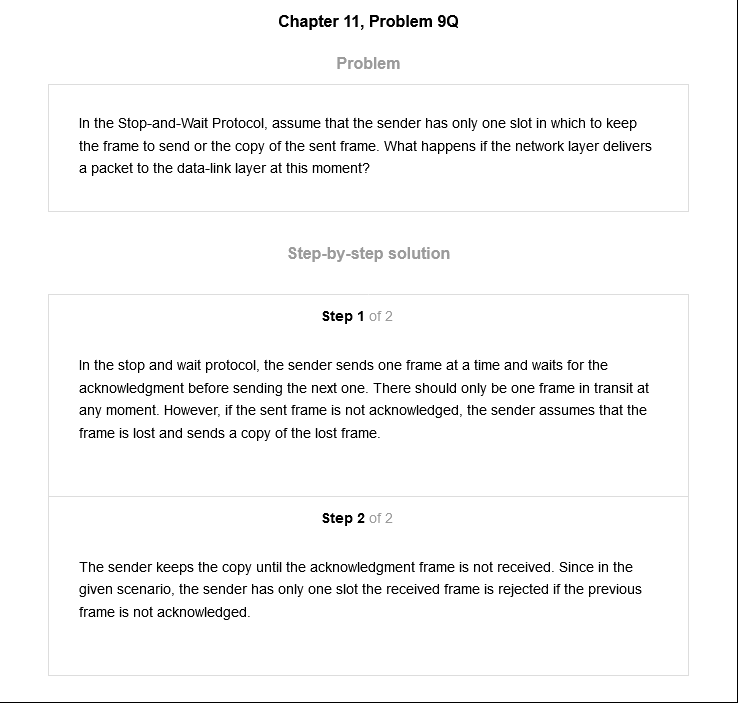 Chapter 11, Problem 9Q
Problem
In the Stop-and-Wait Protocol, assume that the sender has only one slot in which to keep
the frame to send or the copy of the sent frame. What happens if the network layer delivers
a packet to the data-link layer at this moment?
Step-by-step solution
Step 1 of 2
In the stop and wait protocol, the sender sends one frame at a time and waits for the
acknowledgment before sending the next one. There should only be one frame in transit at
any moment. However, if the sent frame is not acknowledged, the sender assumes that the
frame is lost and sends a copy of the lost frame.
Step 2 of 2
The sender keeps the copy until the acknowledgment frame is not received. Since in the
given scenario, the sender has only one slot the received frame is rejected if the previous
frame is not acknowledged.